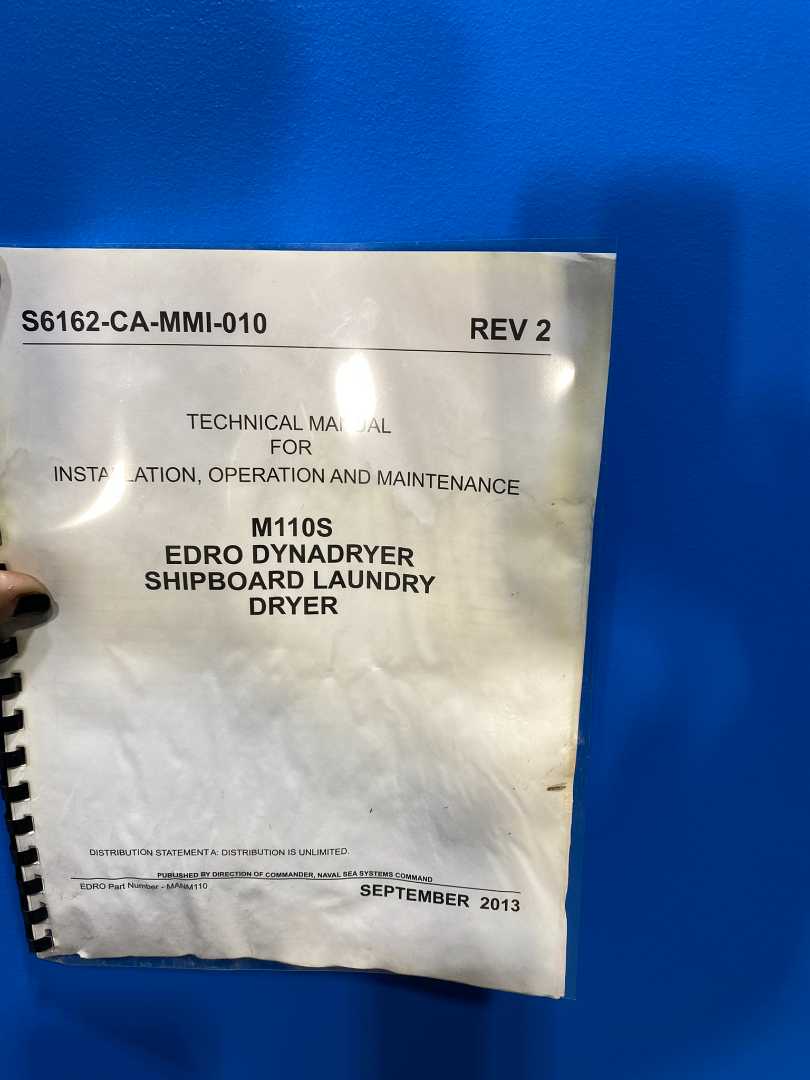 S6162-CA-MMI-010 REV 2
TECHNICAL MANUAL
FOR
INSTALLATION, OPERATION AND MAINTENANCE
M110S
EDRO DYNADRYER
SHIPBOARD LAUNDRY
DRYER
DISTRIBUTION STATEMENT A: DISTRIBUTION IS UNLIMITED.
PUBLISHED BY DIRECTION OF COMMANDER, NAVAL SEA SYSTEMS COMMAND
EDRO Part Number - MANM110
SEPTEMBER 2013